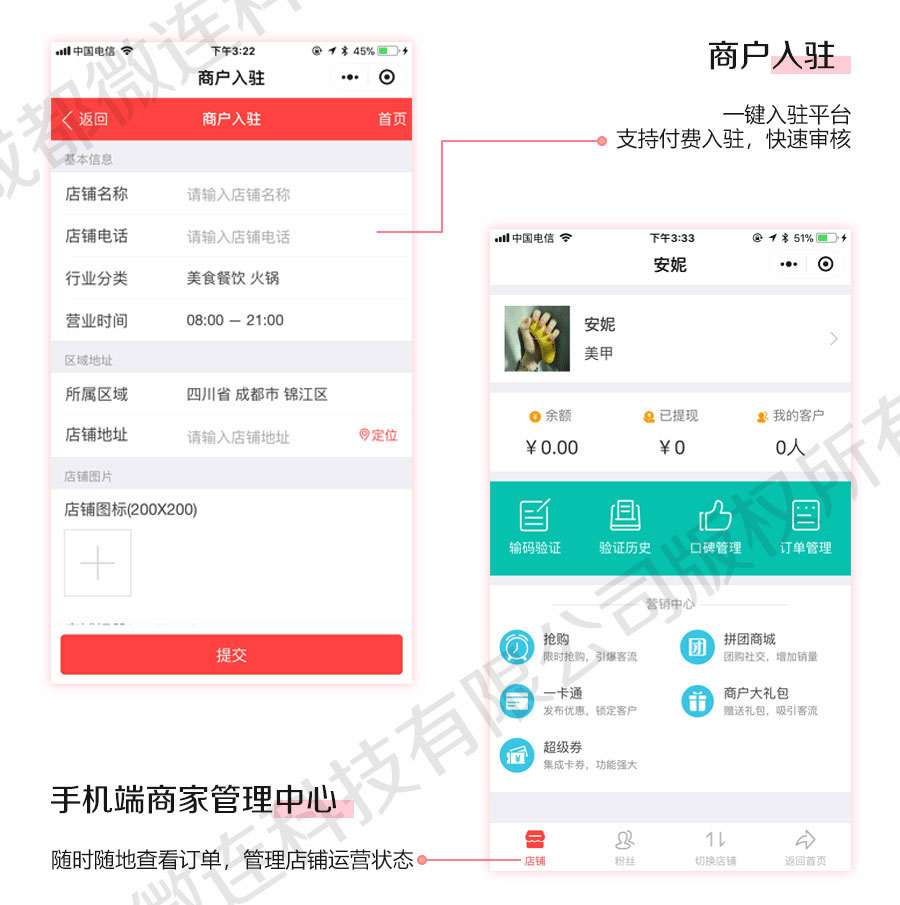 中国电信 下午3:22 45%
商户入驻
返回 商户入驻 首页
基本信息
店铺名称 请输入店铺名称
店铺电话 请输入店铺电话
行业分类 美食餐饮 火锅
营业时间 08:00 — 21:00
区域地址
所属区域 四川省 成都市 锦江区
店铺地址 请输入店铺地址 定位
店铺图片
店铺图标(200X200)
提交
商户入驻
一键入驻平台
支持付费入驻，快速审核
中国电信 下午3:33 51%
安妮
安妮
美甲
余额 已提现 我的客户
￥0.00 ￥0 0人
输码验证 验证历史 口碑管理 订单管理
营销中心
抢购 拼团商城
限时抢购，引爆客流 团购社交，增加销量
一卡通 商户大礼包
发布优惠，锁定客户 赠送礼包，吸引客流
超级券
集成卡券，功能强大
店铺 粉丝 切换店铺 返回首页
手机端商家管理中心
随时随地查看订单，管理店铺运营状态
成都微连科技有限公司版权所有